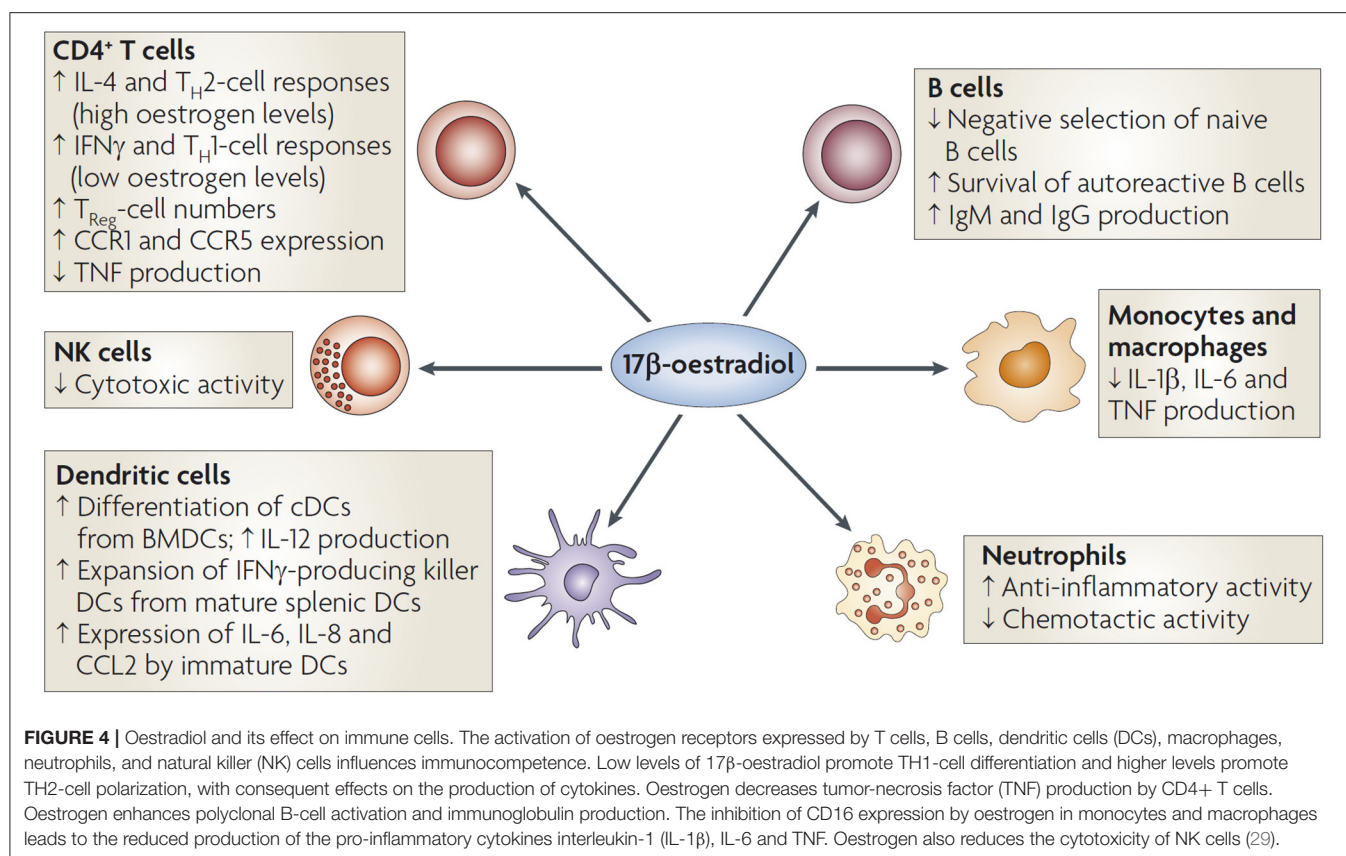 CD4⁺ T cells
↑ IL-4 and T_H2-cell responses
(high oestrogen levels)
↑ IFNγ and T_H1-cell responses
(low oestrogen levels)
↑ T_Reg-cell numbers
↑ CCR1 and CCR5 expression
↓ TNF production
B cells
↓ Negative selection of naive
B cells
↑ Survival of autoreactive B cells
↑ IgM and IgG production
NK cells
↓ Cytotoxic activity
17β-oestradiol
Monocytes and
macrophages
↓ IL-1β, IL-6 and
TNF production
Dendritic cells
↑ Differentiation of cDCs
from BMDCs; ↑ IL-12 production
↑ Expansion of IFNγ-producing killer
DCs from mature splenic DCs
↑ Expression of IL-6, IL-8 and
CCL2 by immature DCs
Neutrophils
↑ Anti-inflammatory activity
↓ Chemotactic activity
FIGURE 4 | Oestradiol and its effect on immune cells. The activation of oestrogen receptors expressed by T cells, B cells, dendritic cells (DCs), macrophages,
neutrophils, and natural killer (NK) cells influences immunocompetence. Low levels of 17β-oestradiol promote TH1-cell differentiation and higher levels promote
TH2-cell polarization, with consequent effects on the production of cytokines. Oestrogen decreases tumor-necrosis factor (TNF) production by CD4+ T cells.
Oestrogen enhances polyclonal B-cell activation and immunoglobulin production. The inhibition of CD16 expression by oestrogen in monocytes and macrophages
leads to the reduced production of the pro-inflammatory cytokines interleukin-1 (IL-1β), IL-6 and TNF. Oestrogen also reduces the cytotoxicity of NK cells (29).